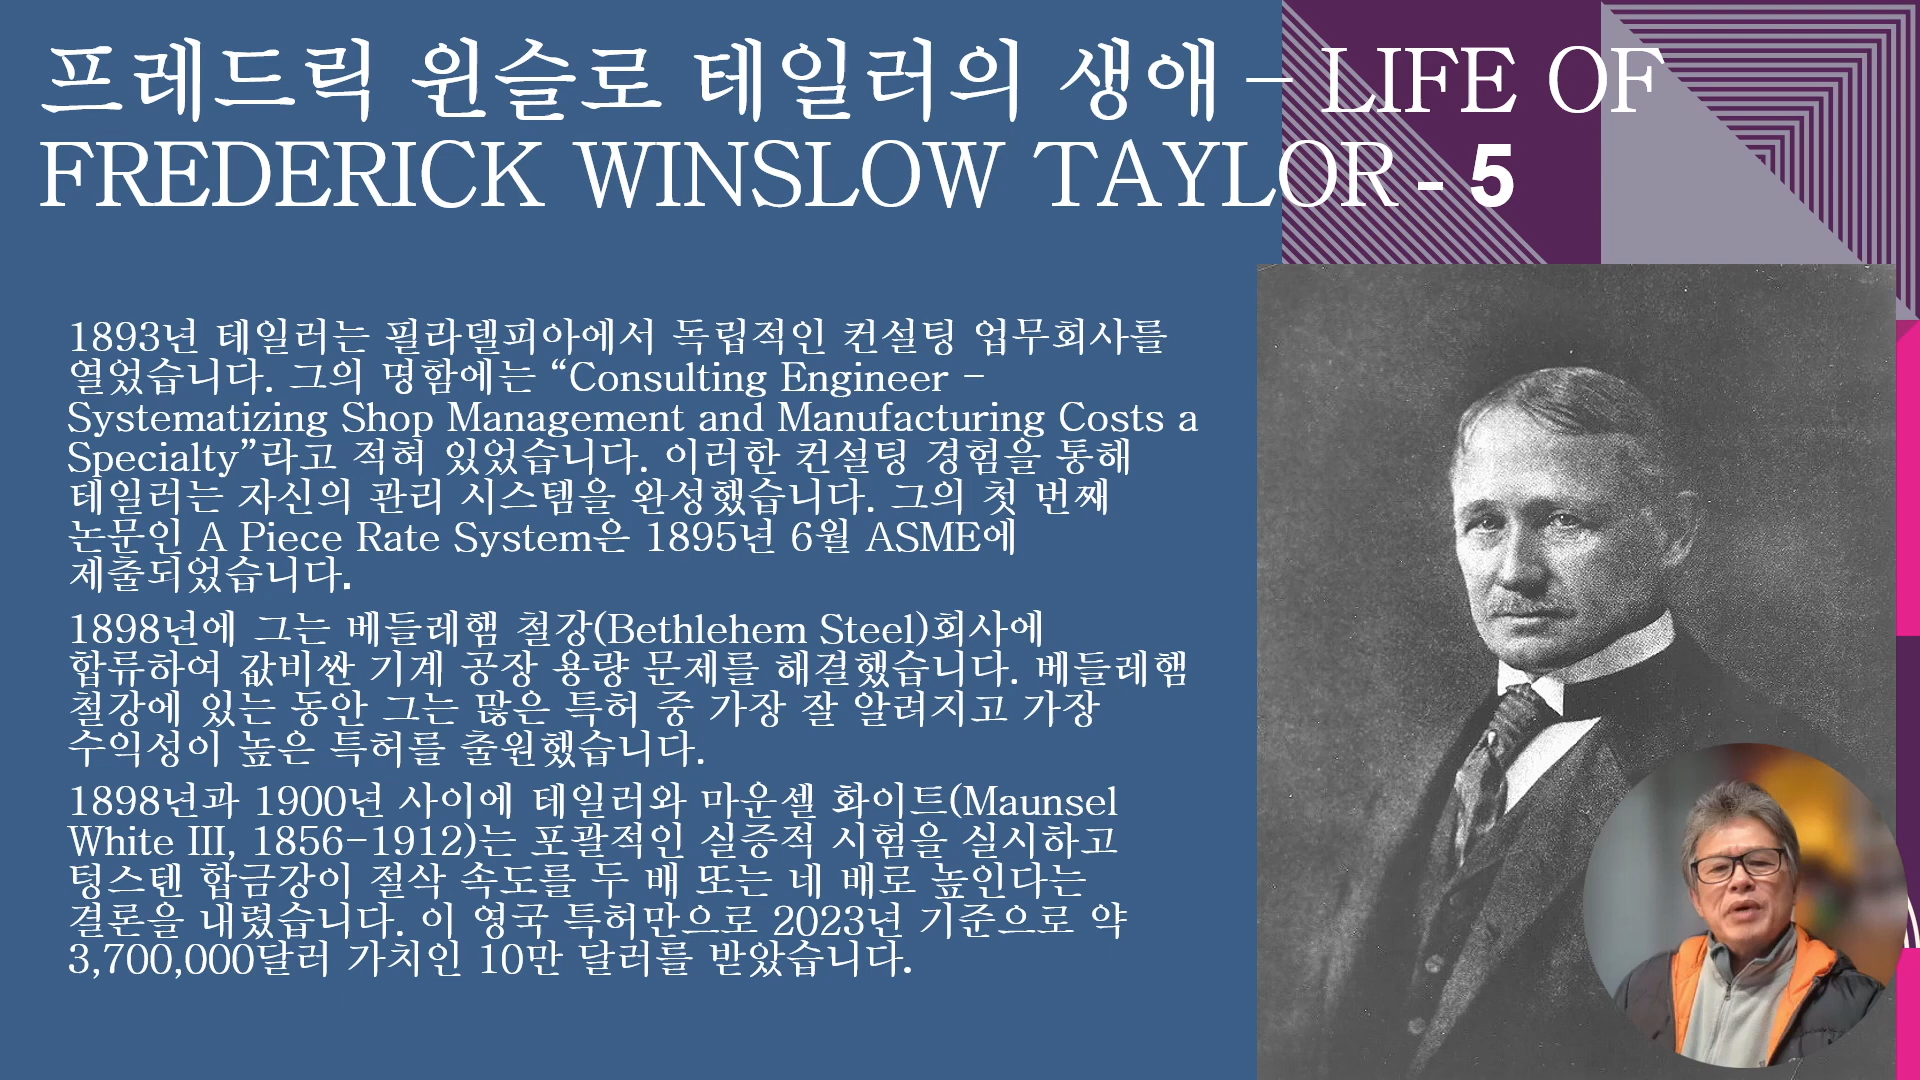 프레드릭 윈슬로 테일러의 생애 – LIFE OF
FREDERICK WINSLOW TAYLOR - 5
1893년 테일러는 필라델피아에서 독립적인 컨설팅 업무회사를
열었습니다. 그의 명함에는 “Consulting Engineer –
Systematizing Shop Management and Manufacturing Costs a
Specialty”라고 적혀 있었습니다. 이러한 컨설팅 경험을 통해
테일러는 자신의 관리 시스템을 완성했습니다. 그의 첫 번째
논문인 A Piece Rate System은 1895년 6월 ASME에
제출되었습니다.
1898년에 그는 베들레햄 철강(Bethlehem Steel)회사에
합류하여 값비싼 기계 공장 용량 문제를 해결했습니다. 베들레햄
철강에 있는 동안 그는 많은 특허 중 가장 잘 알려지고 가장
수익성이 높은 특허를 출원했습니다.
1898년과 1900년 사이에 테일러와 마운셀 화이트(Maunsel
White III, 1856-1912)는 포괄적인 실증적 시험을 실시하고
텅스텐 합금강이 절삭 속도를 두 배 또는 네 배로 높인다는
결론을 내렸습니다. 이 영국 특허만으로 2023년 기준으로 약
3,700,000달러 가치인 10만 달러를 받았습니다.